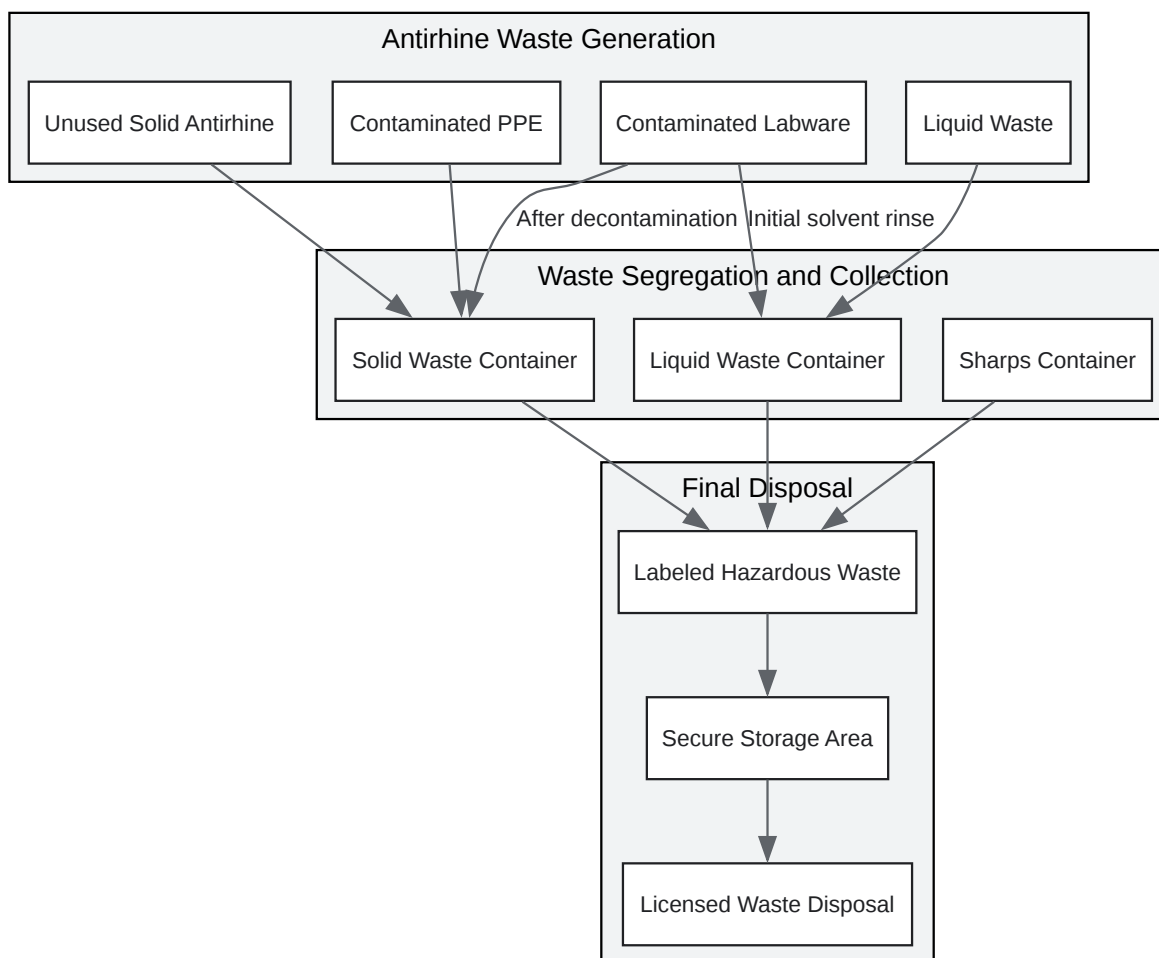 Antirhine Waste Generation
Unused Solid Antirhine
Contaminated PPE
Contaminated Labware
Liquid Waste
After decontamination
Initial solvent rinse
Waste Segregation and Collection
Solid Waste Container
Liquid Waste Container
Sharps Container
Final Disposal
Labeled Hazardous Waste
Secure Storage Area
Licensed Waste Disposal